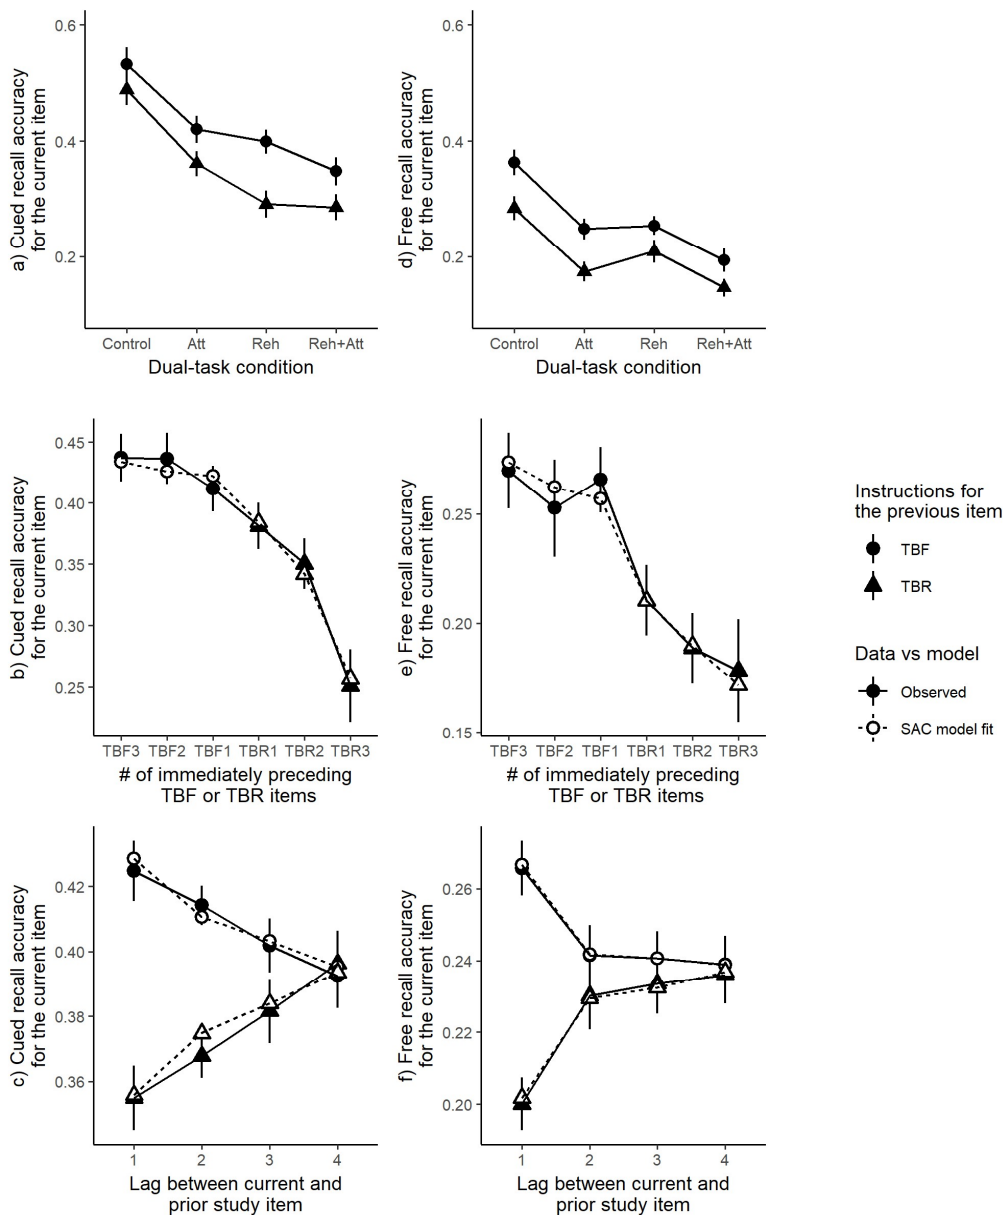 a) Cued recall accuracy
for the current item
0.6
0.4
0.2
Control Att Reh Reh+Att
Dual-task condition
d) Free recall accuracy
for the current item
0.6
0.4
0.2
Control Att Reh Reh+Att
Dual-task condition
b) Cued recall accuracy
for the current item
0.45
0.40
0.35
0.30
0.25
TBF3 TBF2 TBF1 TBR1 TBR2 TBR3
# of immediately preceding
TBF or TBR items
e) Free recall accuracy
for the current item
0.25
0.20
0.15
TBF3 TBF2 TBF1 TBR1 TBR2 TBR3
# of immediately preceding
TBF or TBR items
Instructions for
the previous item
TBF
TBR
Data vs model
Observed
SAC model fit
c) Cued recall accuracy
for the current item
0.42
0.40
0.38
0.36
1 2 3 4
Lag between current and
prior study item
f) Free recall accuracy
for the current item
0.26
0.24
0.22
0.20
1 2 3 4
Lag between current and
prior study item